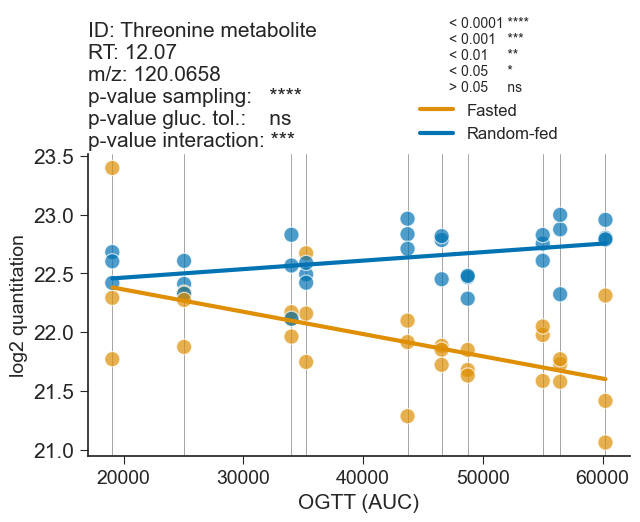 ID: Threonine metabolite
RT: 12.07
m/z: 120.0658
p-value sampling: ****
p-value gluc. tol.: ns
p-value interaction: ***
< 0.0001 ****
< 0.001 ***
< 0.01 **
< 0.05 *
> 0.05 ns
Fasted
Random-fed
23.5
23.0
22.5
22.0
21.5
21.0
log2 quantitation
20000 30000 40000 50000 60000
OGTT (AUC)